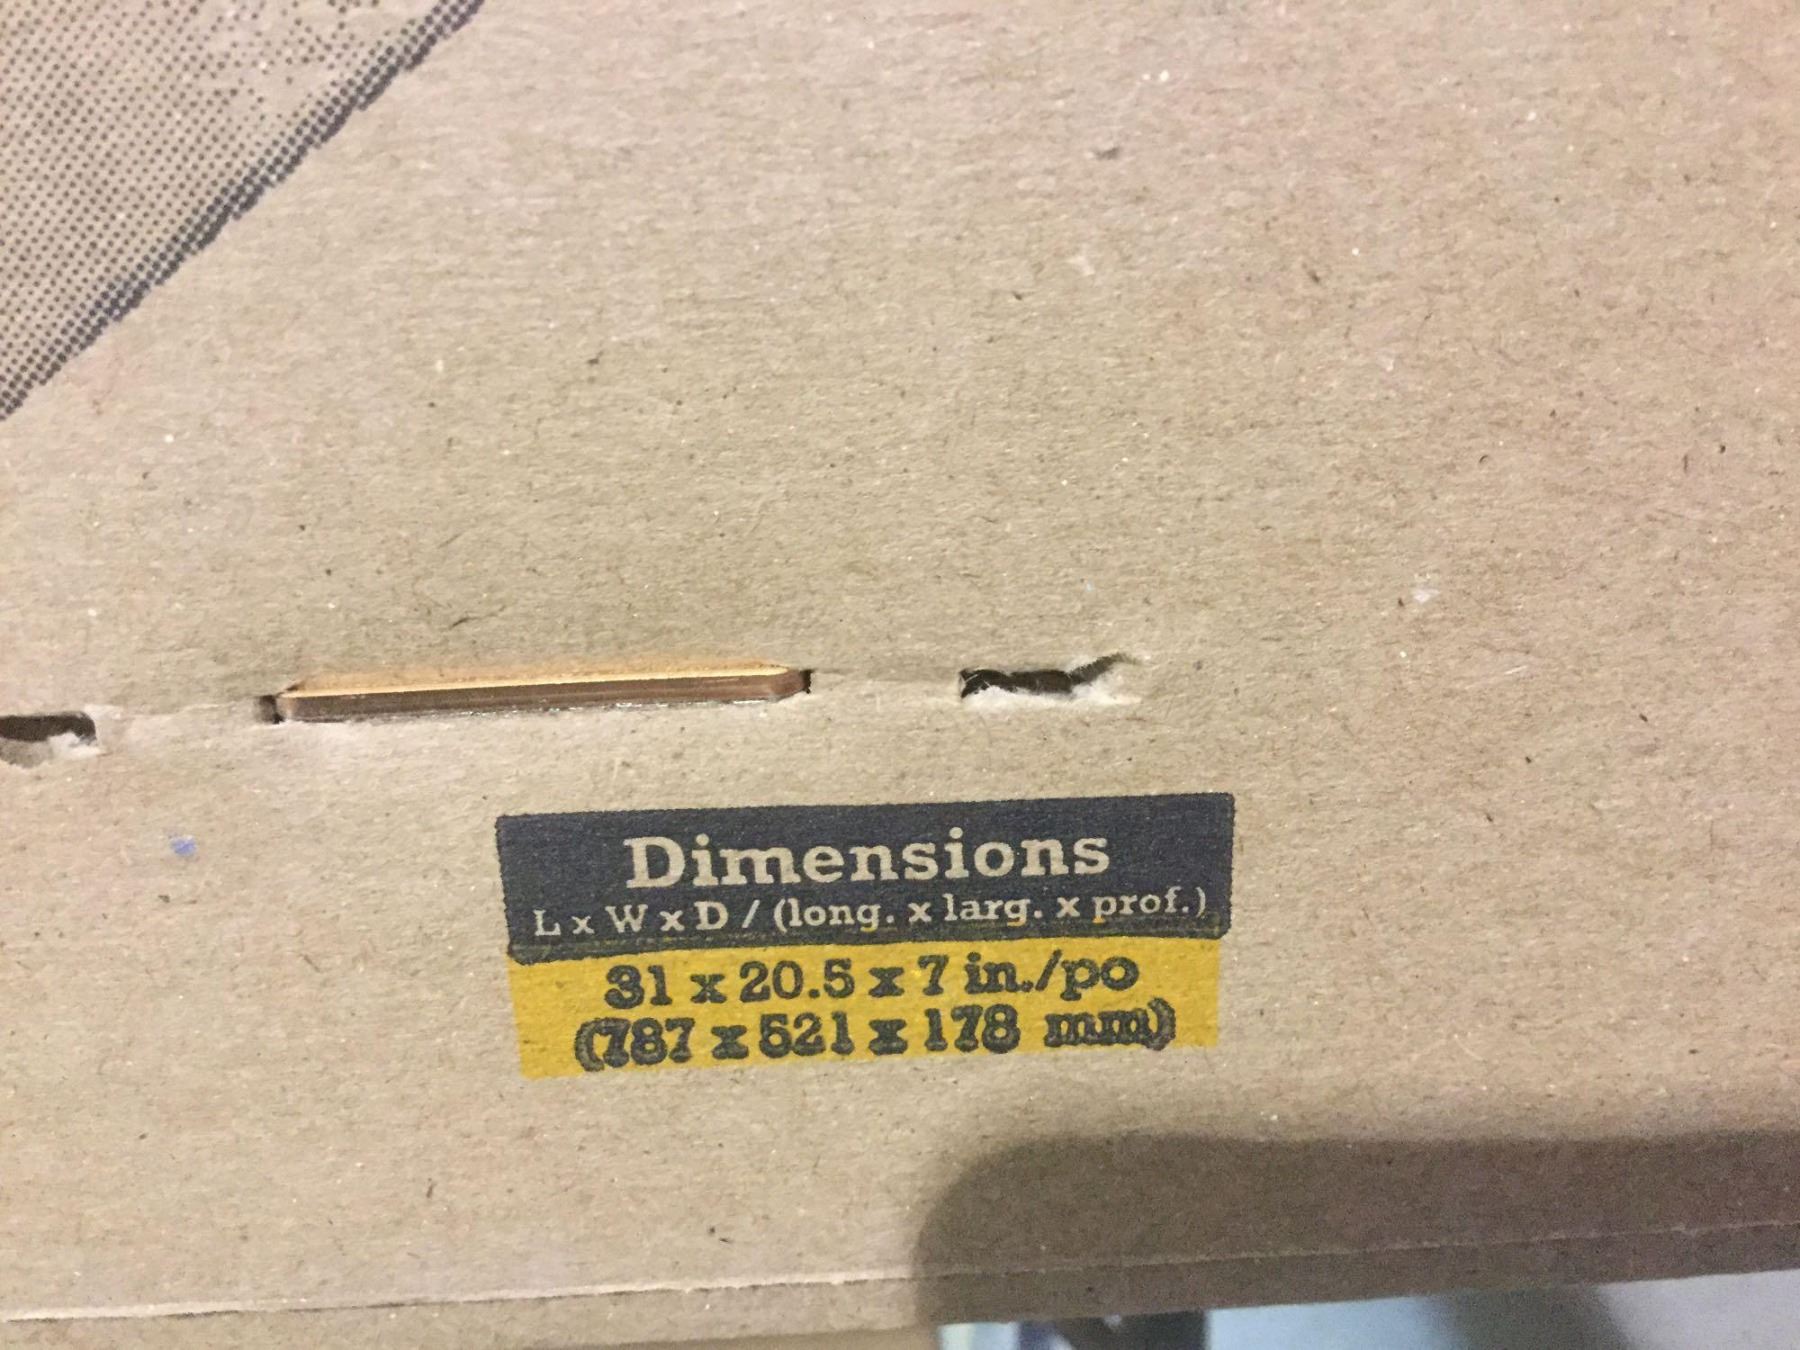 Dimensions
L x W x D / (long. x larg. x prof.)
31 x 20.5 x 7 in./po
(787 x 521 x 178 mm)